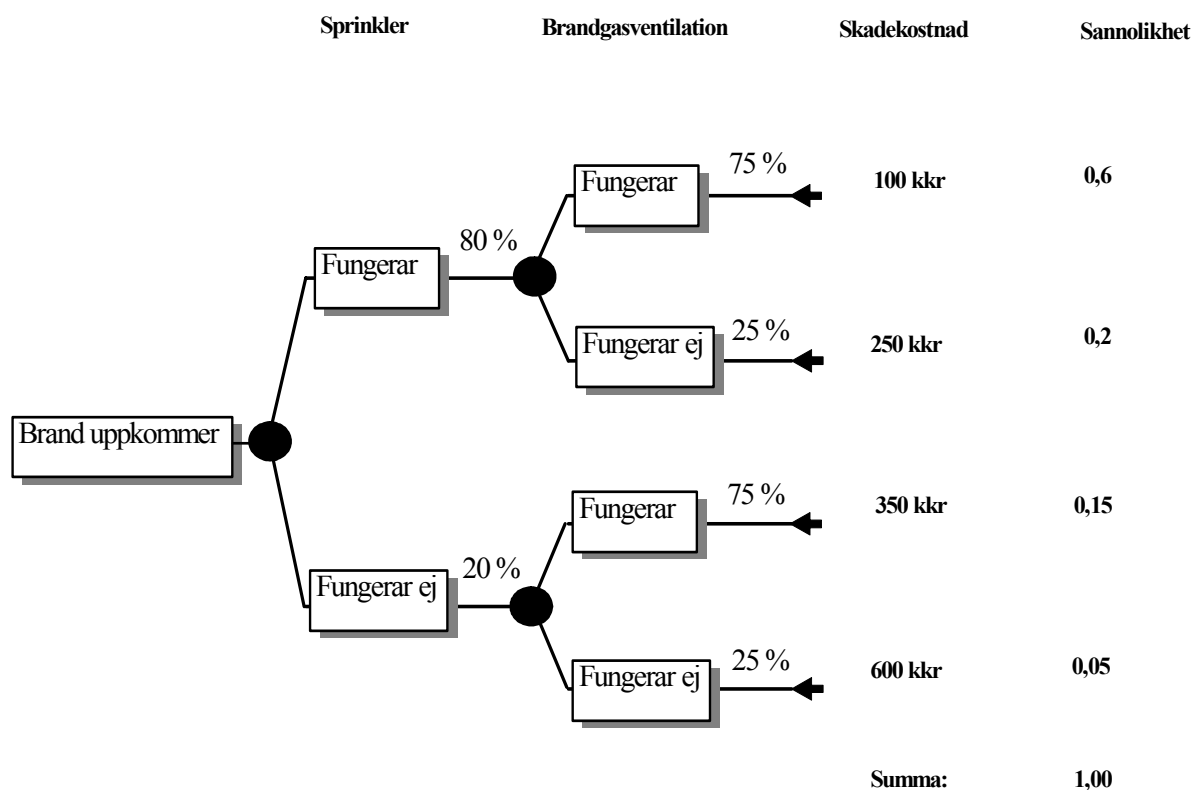 Sprinkler Brandgasventilation Skadekostnad Sannolikhet
Fungerar 75 % 100 kkr 0,6
Fungerar 80 %
Fungerar ej 25 % 250 kkr 0,2
Brand uppkommer
Fungerar 75 % 350 kkr 0,15
Fungerar ej 20 %
Fungerar ej 25 % 600 kkr 0,05
Summa: 1,00